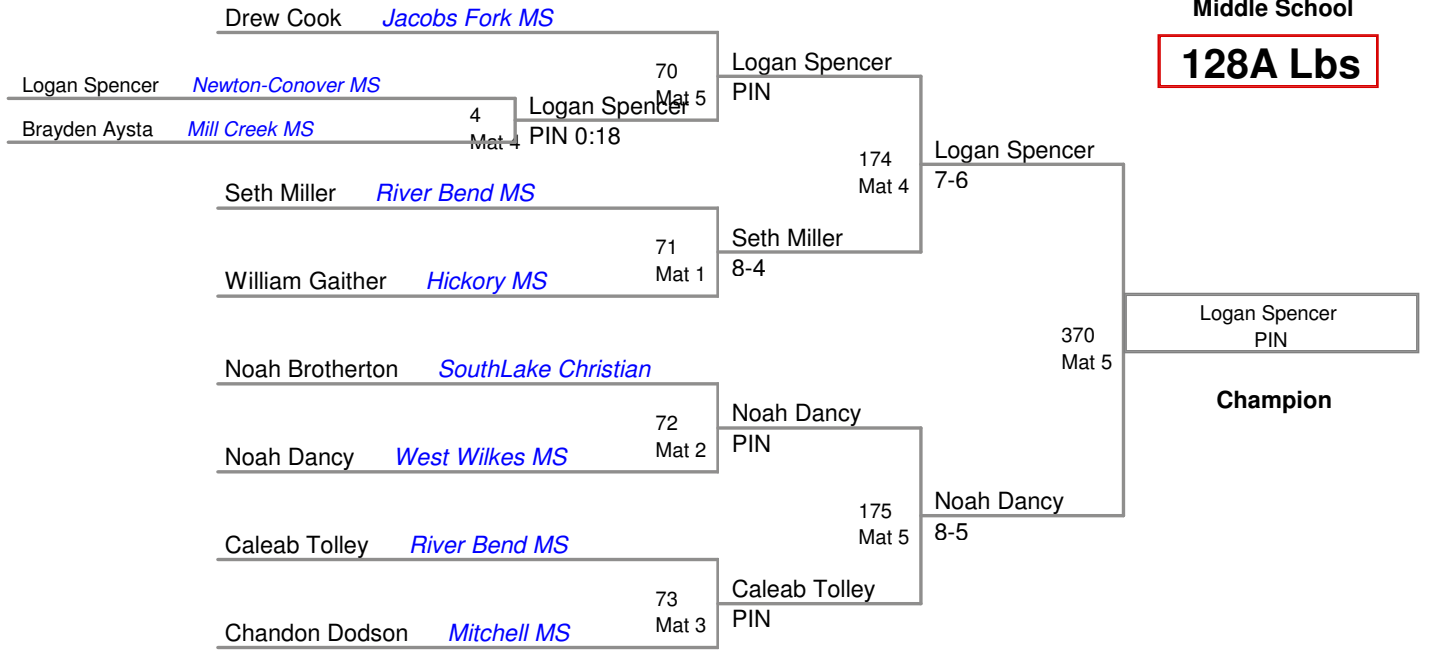 Middle School
128A Lbs
Drew Cook Jacobs Fork MS
Logan Spencer Newton-Conover MS
Brayden Aysta Mill Creek MS
4
Mat 4
Logan Spencer
PIN 0:18
70
Mat 5
Logan Spencer
PIN
Seth Miller River Bend MS
William Gaither Hickory MS
71
Mat 1
Seth Miller
8-4
174
Mat 4
Logan Spencer
7-6
Noah Brotherton SouthLake Christian
Noah Dancy West Wilkes MS
72
Mat 2
Noah Dancy
PIN
Caleab Tolley River Bend MS
Chandon Dodson Mitchell MS
73
Mat 3
Caleab Tolley
PIN
175
Mat 5
Noah Dancy
8-5
370
Mat 5
Logan Spencer
PIN
Champion